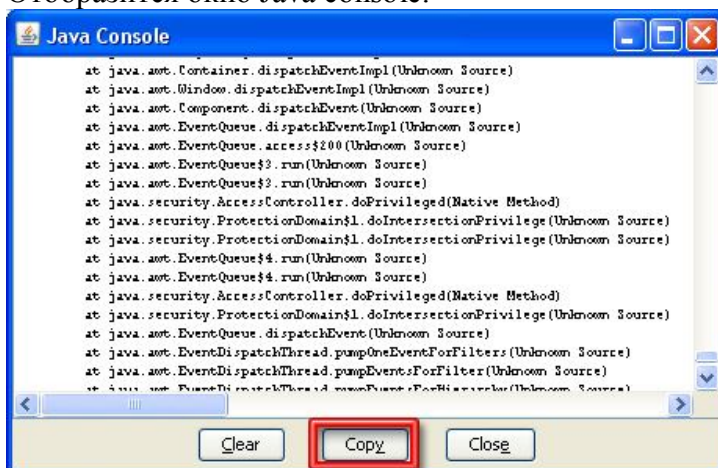 Отобразится окно Java console.
Java Console
at java.awt.Container.dispatchEventImpl(Unknown Source)
at java.awt.Window.dispatchEventImpl(Unknown Source)
at java.awt.Component.dispatchEvent(Unknown Source)
at java.awt.EventQueue.dispatchEventImpl(Unknown Source)
at java.awt.EventQueue.access$200(Unknown Source)
at java.awt.EventQueue$3.run(Unknown Source)
at java.awt.EventQueue$3.run(Unknown Source)
at java.security.AccessController.doPrivileged(Native Method)
at java.security.ProtectionDomain$1.doIntersectionPrivilege(Unknown Source)
at java.security.ProtectionDomain$1.doIntersectionPrivilege(Unknown Source)
at java.awt.EventQueue$4.run(Unknown Source)
at java.awt.EventQueue$4.run(Unknown Source)
at java.security.AccessController.doPrivileged(Native Method)
at java.security.ProtectionDomain$1.doIntersectionPrivilege(Unknown Source)
at java.awt.EventQueue.dispatchEvent(Unknown Source)
at java.awt.EventDispatchThread.pumpOneEventForFilters(Unknown Source)
at java.awt.EventDispatchThread.pumpEventsForFilter(Unknown Source)
at java.awt.EventDispatchThread.pumpEventsForHierarchy(Unknown Source)
Clear Copy Close